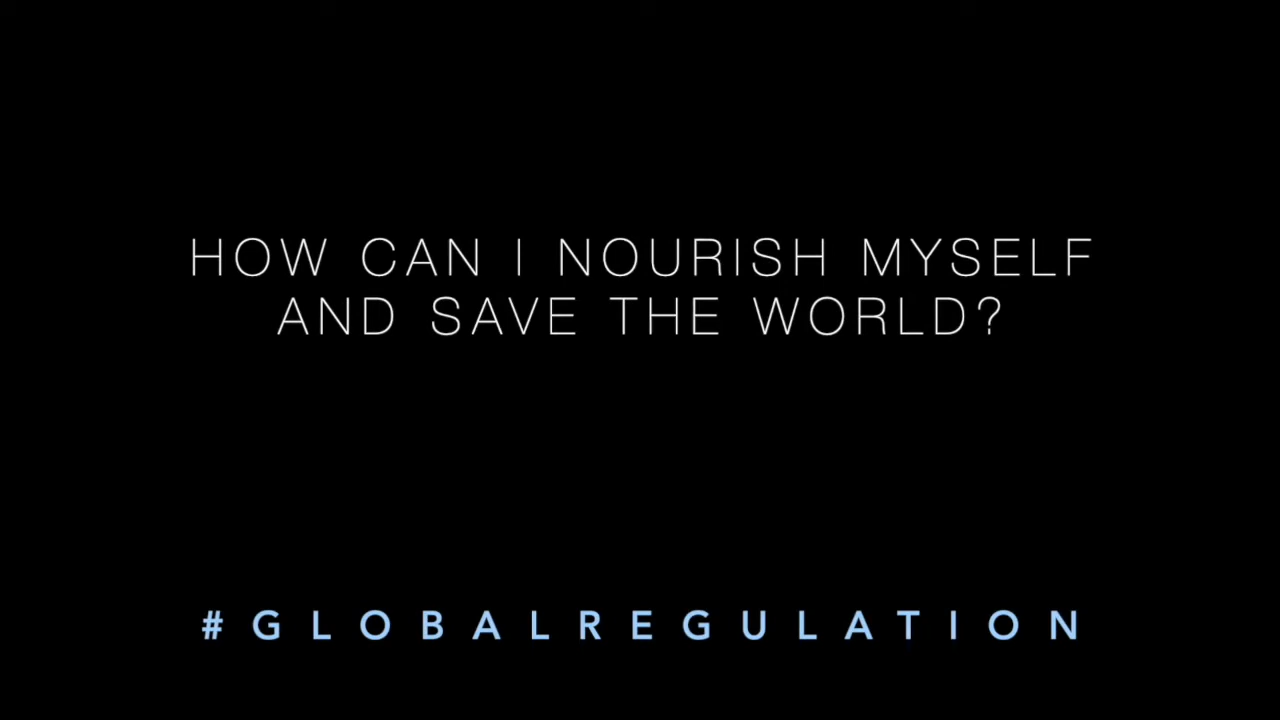 HOW CAN I NOURISH MYSELF
AND SAVE THE WORLD?
#GLOBALREGULATION